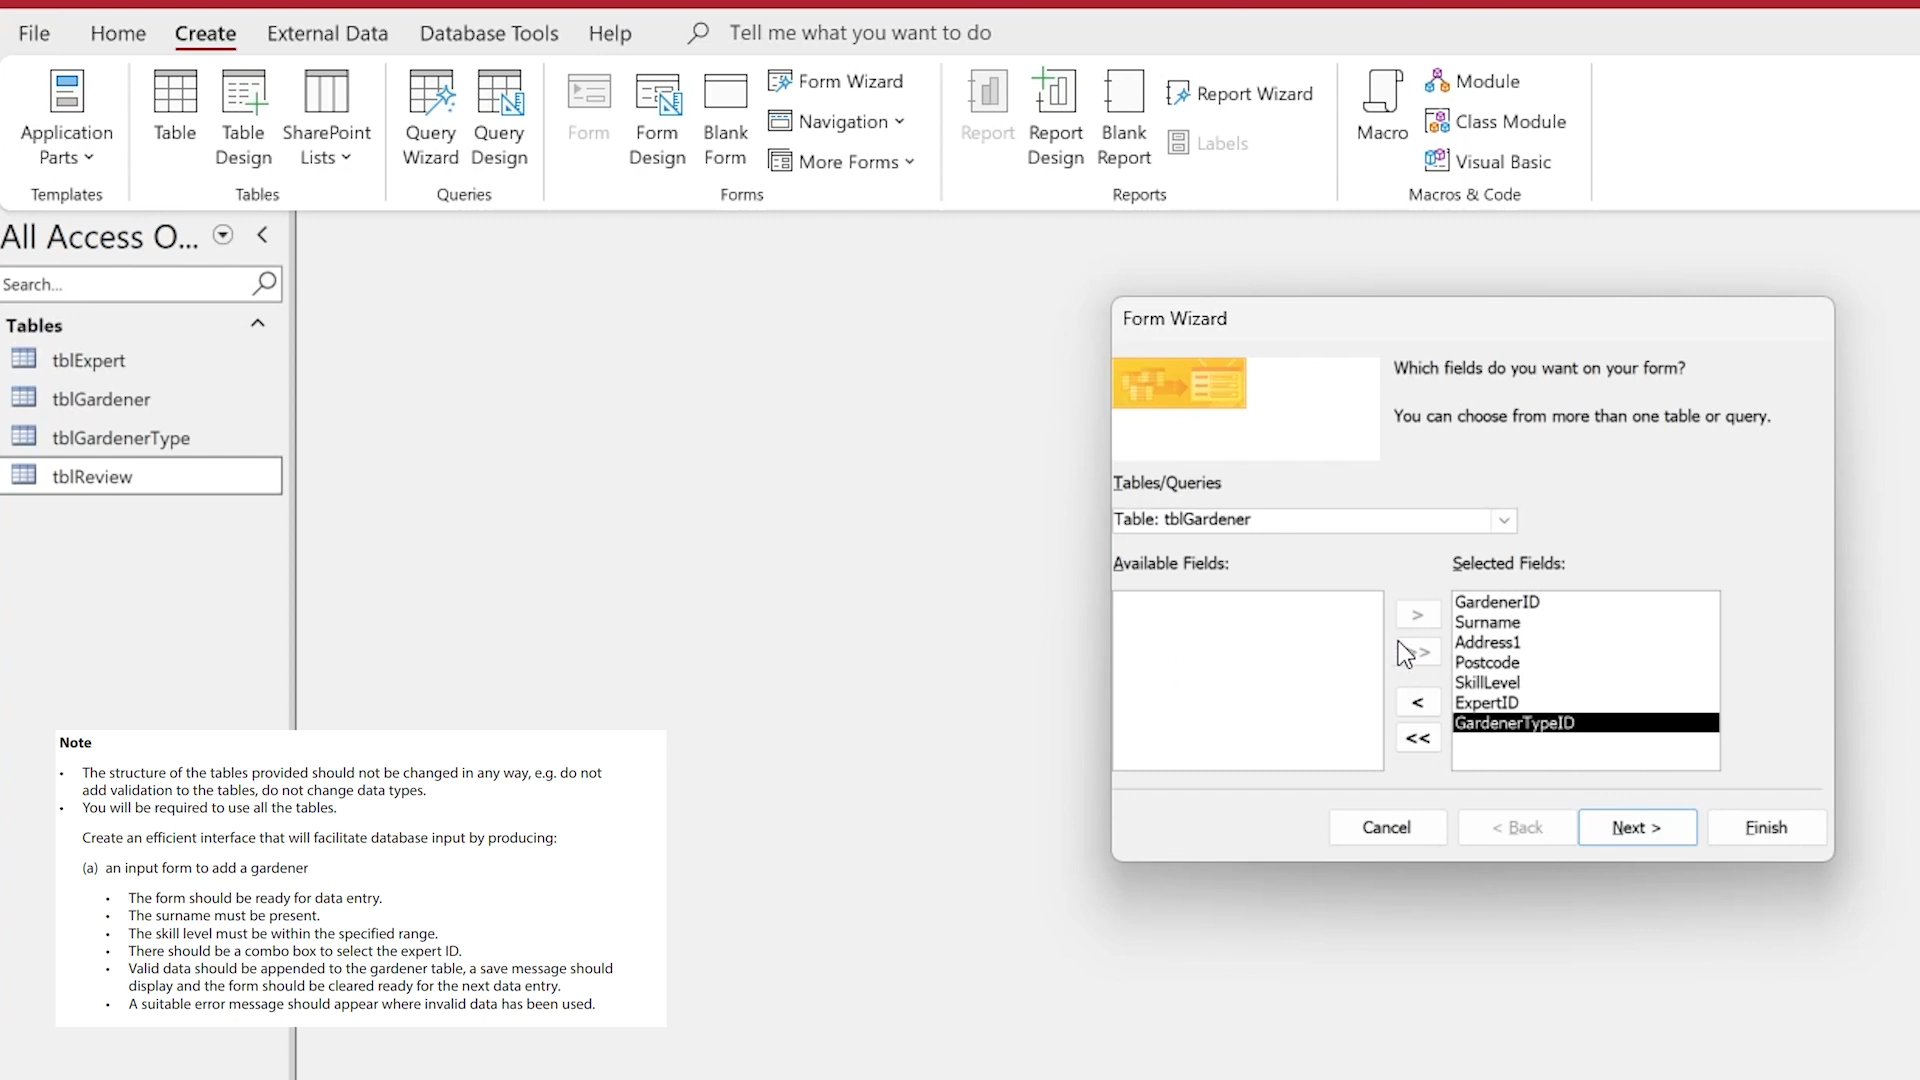 File Home Create External Data Database Tools Help Tell me what you want to do
Application Parts
Templates
Table
Table Design
SharePoint Lists
Tables
Query Wizard
Query Design
Queries
Form
Form Design
Blank Form
Form Wizard
Navigation
More Forms
Forms
Report
Report Design
Blank Report
Report Wizard
Labels
Reports
Macro
Module
Class Module
Visual Basic
Macros & Code
All Access O...
Search...
Tables
tblExpert
tblGardener
tblGardenerType
tblReview
Form Wizard
Which fields do you want on your form?
You can choose from more than one table or query.
Tables/Queries
Table: tblGardener
Available Fields:
Selected Fields:
GardenerID
Surname
Address1
Postcode
SkillLevel
ExpertID
GardenerTypeID
>
>>
<
<<
Cancel < Back Next > Finish
Note
• The structure of the tables provided should not be changed in any way, e.g. do not
add validation to the tables, do not change data types.
• You will be required to use all the tables.
Create an efficient interface that will facilitate database input by producing:
(a) an input form to add a gardener
• The form should be ready for data entry.
• The surname must be present.
• The skill level must be within the specified range.
• There should be a combo box to select the expert ID.
• Valid data should be appended to the gardener table, a save message should
display and the form should be cleared ready for the next data entry.
• A suitable error message should appear where invalid data has been used.